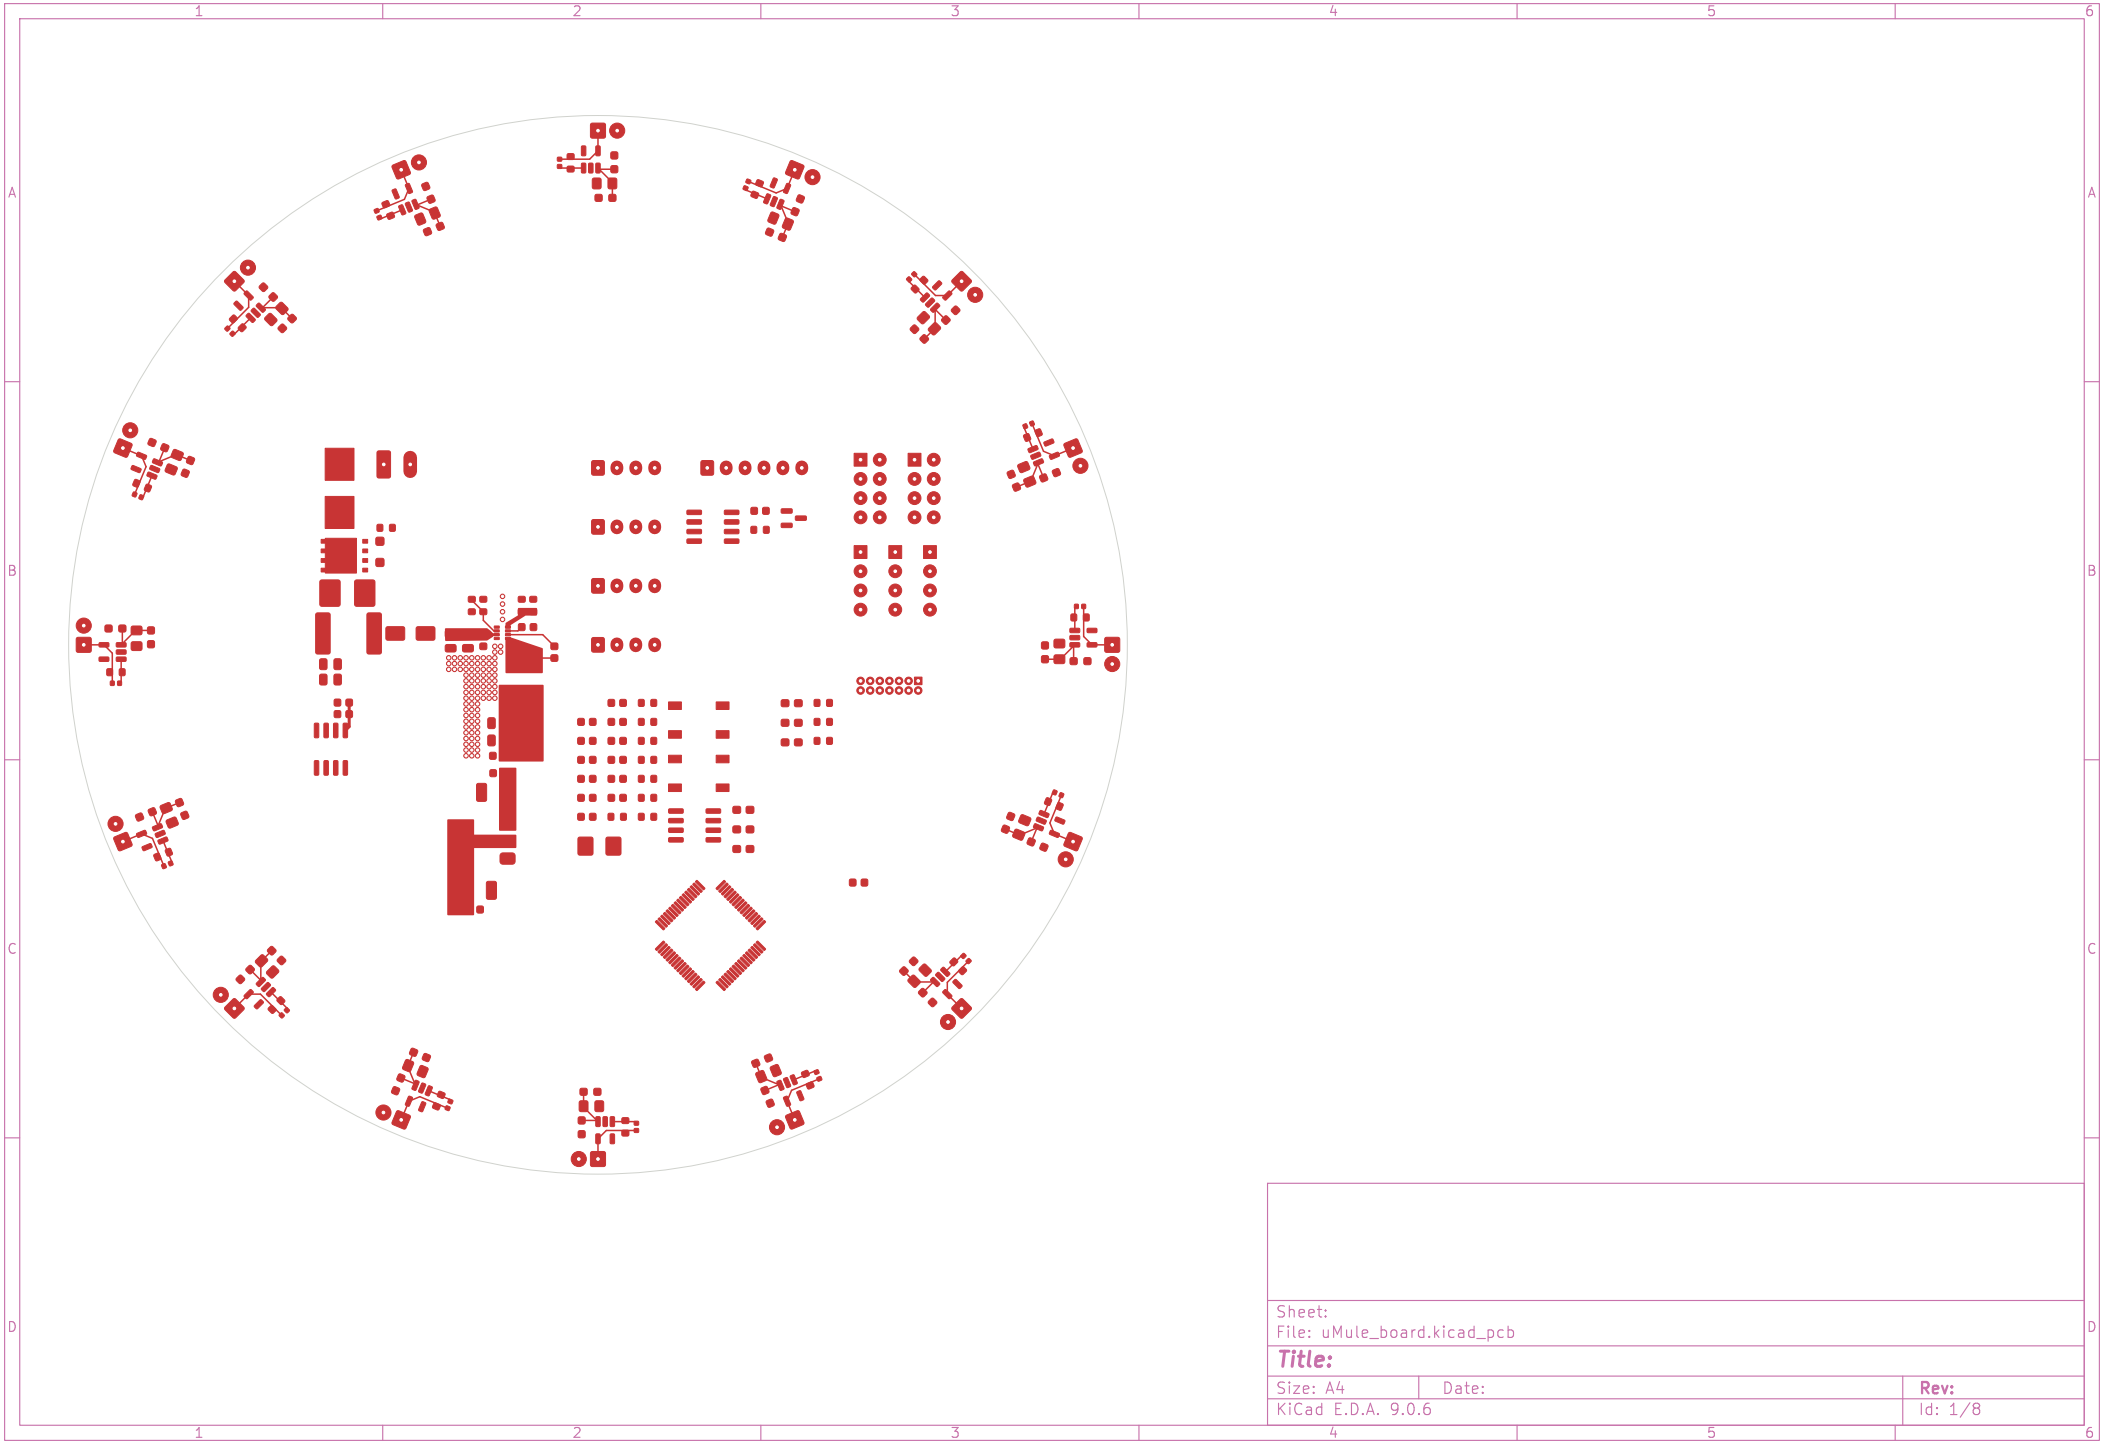 1 2 3 4 5 6
A A
B B
C C
D D
Sheet:
File: uMule_board.kicad_pcb
Title:
Size: A4 Date: Rev:
KiCad E.D.A. 9.0.6 Id: 1/8
1 2 3 4 5 6